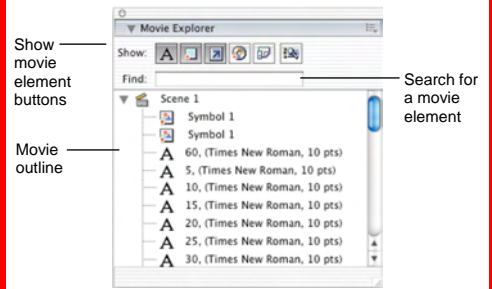 Movie Explorer
Show
movie
element
buttons
Show:
A
Find:
Search for
a movie
element
Scene 1
Symbol 1
Symbol 1
Movie
outline
A 60, (Times New Roman, 10 pts)
A 5, (Times New Roman, 10 pts)
A 10, (Times New Roman, 10 pts)
A 15, (Times New Roman, 10 pts)
A 20, (Times New Roman, 10 pts)
A 25, (Times New Roman, 10 pts)
A 30, (Times New Roman, 10 pts)